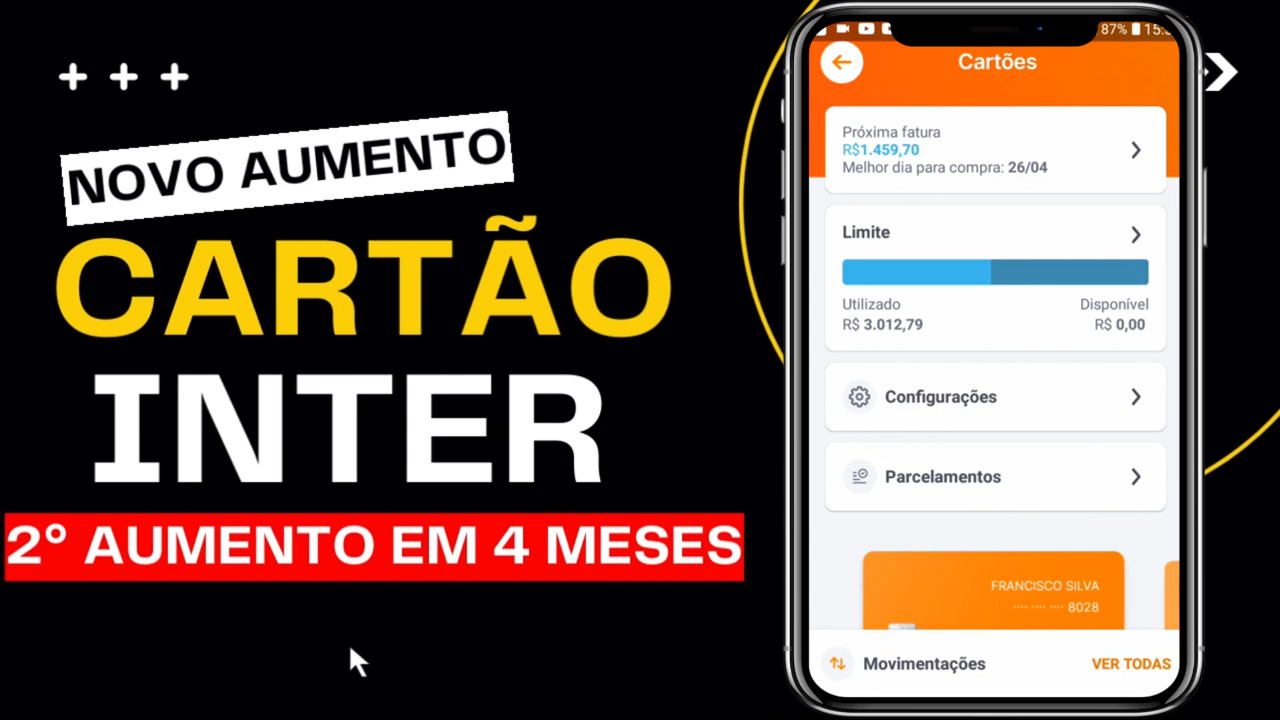 NOVO AUMENTO
CARTÃO
INTER
2° AUMENTO EM 4 MESES
87%
Cartões
Próxima fatura
R$1.459,70
Melhor dia para compra: 26/04
Limite
Utilizado
Disponível
R$ 3.012,79
R$ 0,00
Configurações
Parcelamentos
FRANCISCO SILVA
.... .... .... 8028
Movimentações
VER TODAS